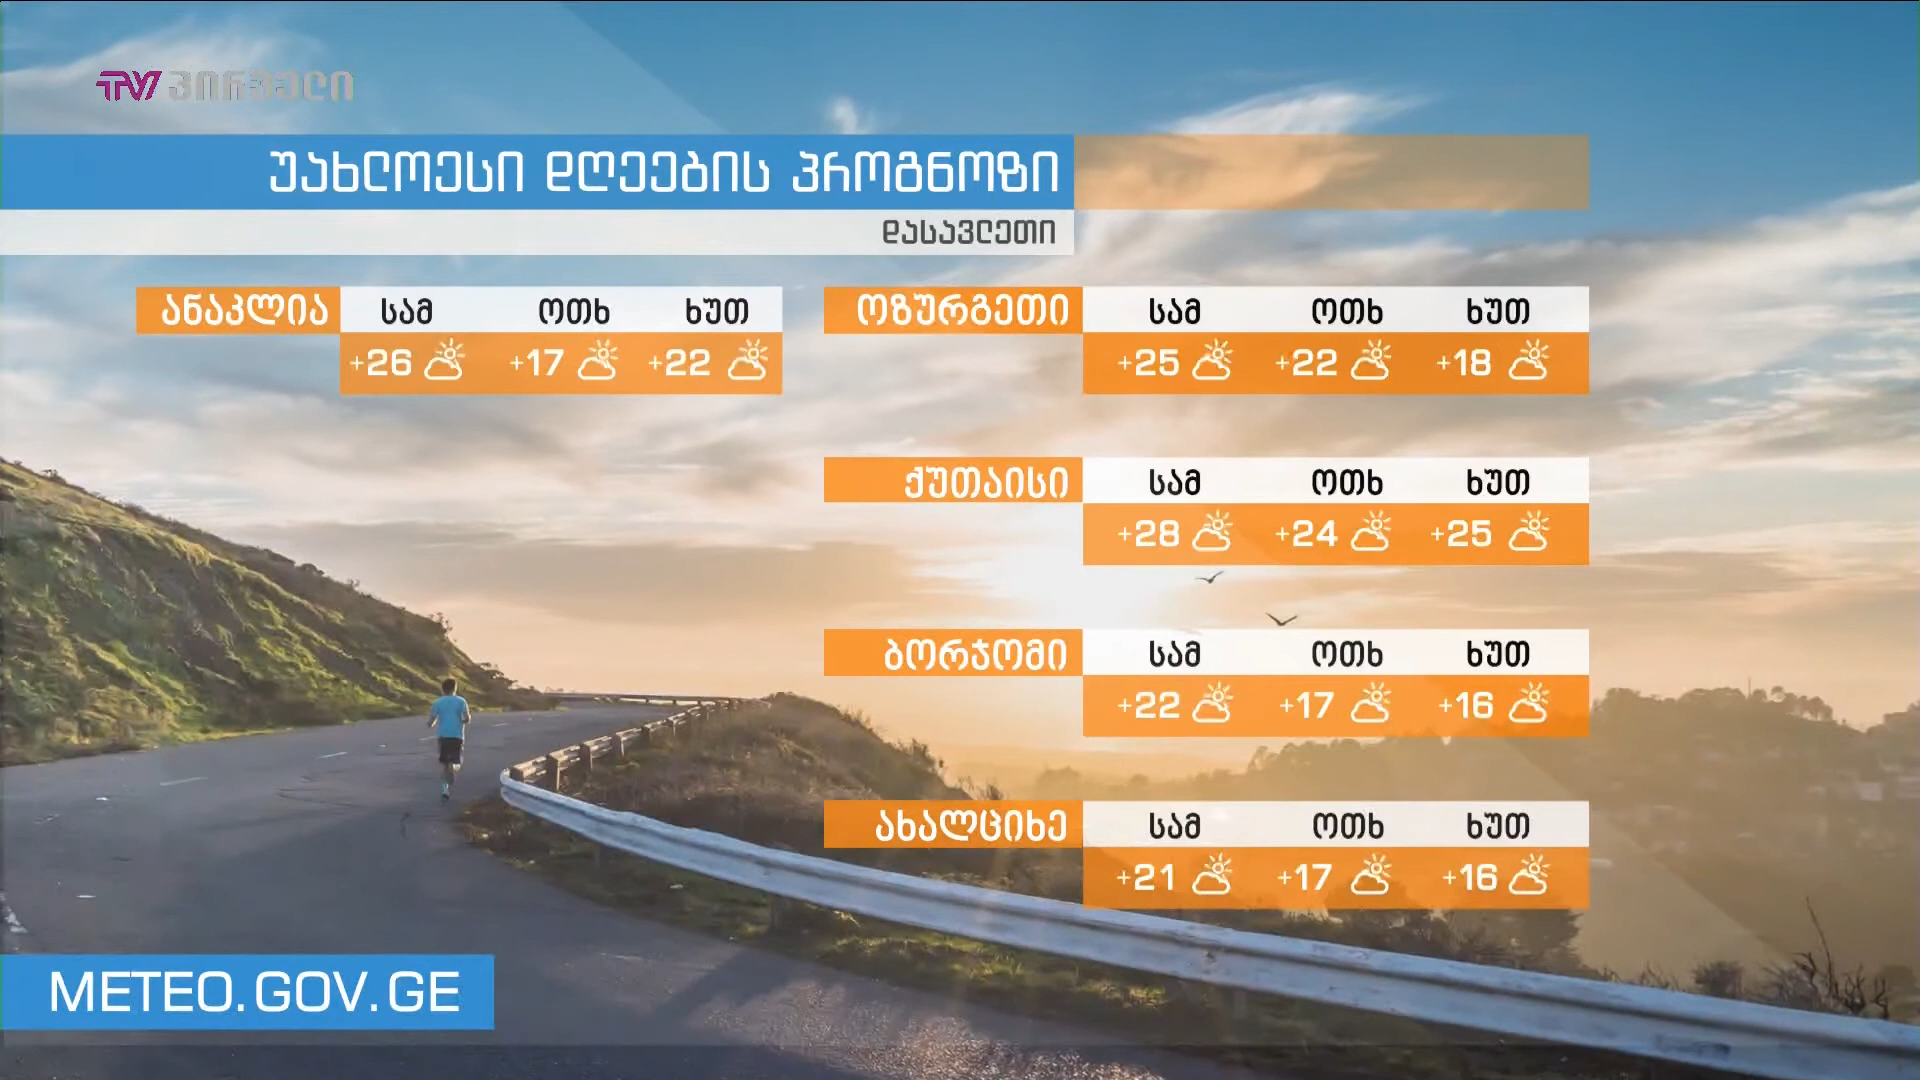 TV პირველი
უახლოესი დღეების პროგნოზი
დასავლეთი
ანაკლია სამ ოთხ ხუთ
+26 +17 +22
ოზურგეთი სამ ოთხ ხუთ
+25 +22 +18
ქუთაისი სამ ოთხ ხუთ
+28 +24 +25
ბორჯომი სამ ოთხ ხუთ
+22 +17 +16
ახალციხე სამ ოთხ ხუთ
+21 +17 +16
METEO.GOV.GE